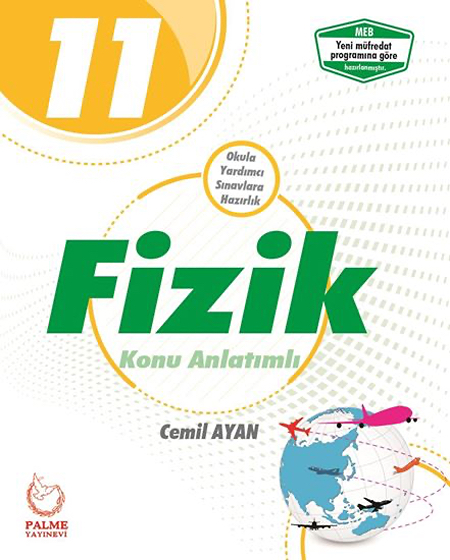 11
MEB
Yeni müfredat
programına göre
hazırlanmıştır.
Okula
Yardımcı
Sınavlara
Hazırlık
Fizik
Konu Anlatımlı
Cemil AYAN
PALME
YAYINEVİ